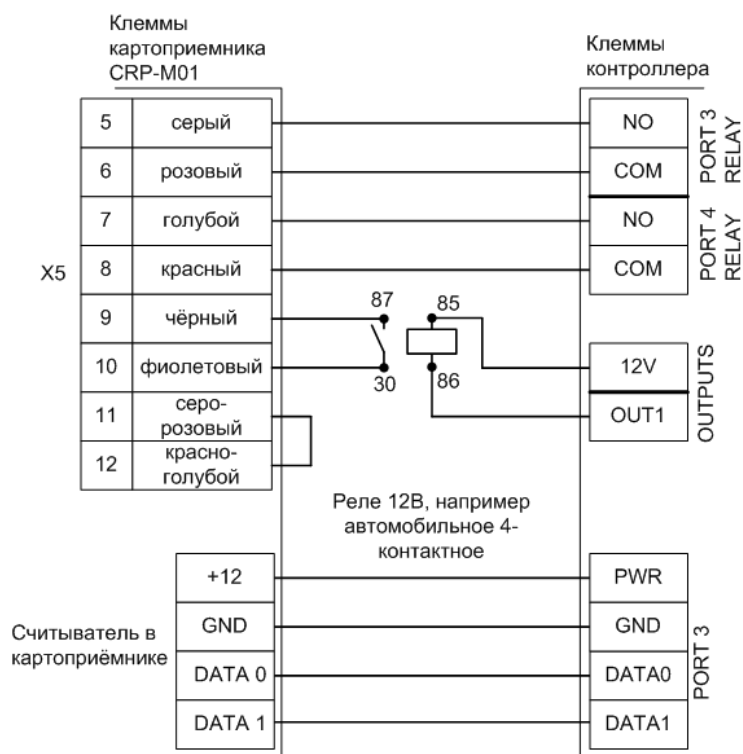 Клеммы
картоприемника
CRP-M01
Клеммы
контроллера
X5
5 серый
6 розовый
7 голубой
8 красный
9 чёрный
10 фиолетовый
11 серо-
розовый
12 красно-
голубой
NO
COM
PORT 3
RELAY
NO
COM
PORT 4
RELAY
87
30
85
86
12V
OUT1
OUTPUTS
Реле 12В, например
автомобильное 4-
контактное
Считыватель в
картоприёмнике
+12
GND
DATA 0
DATA 1
PWR
GND
DATA0
DATA1
PORT 3